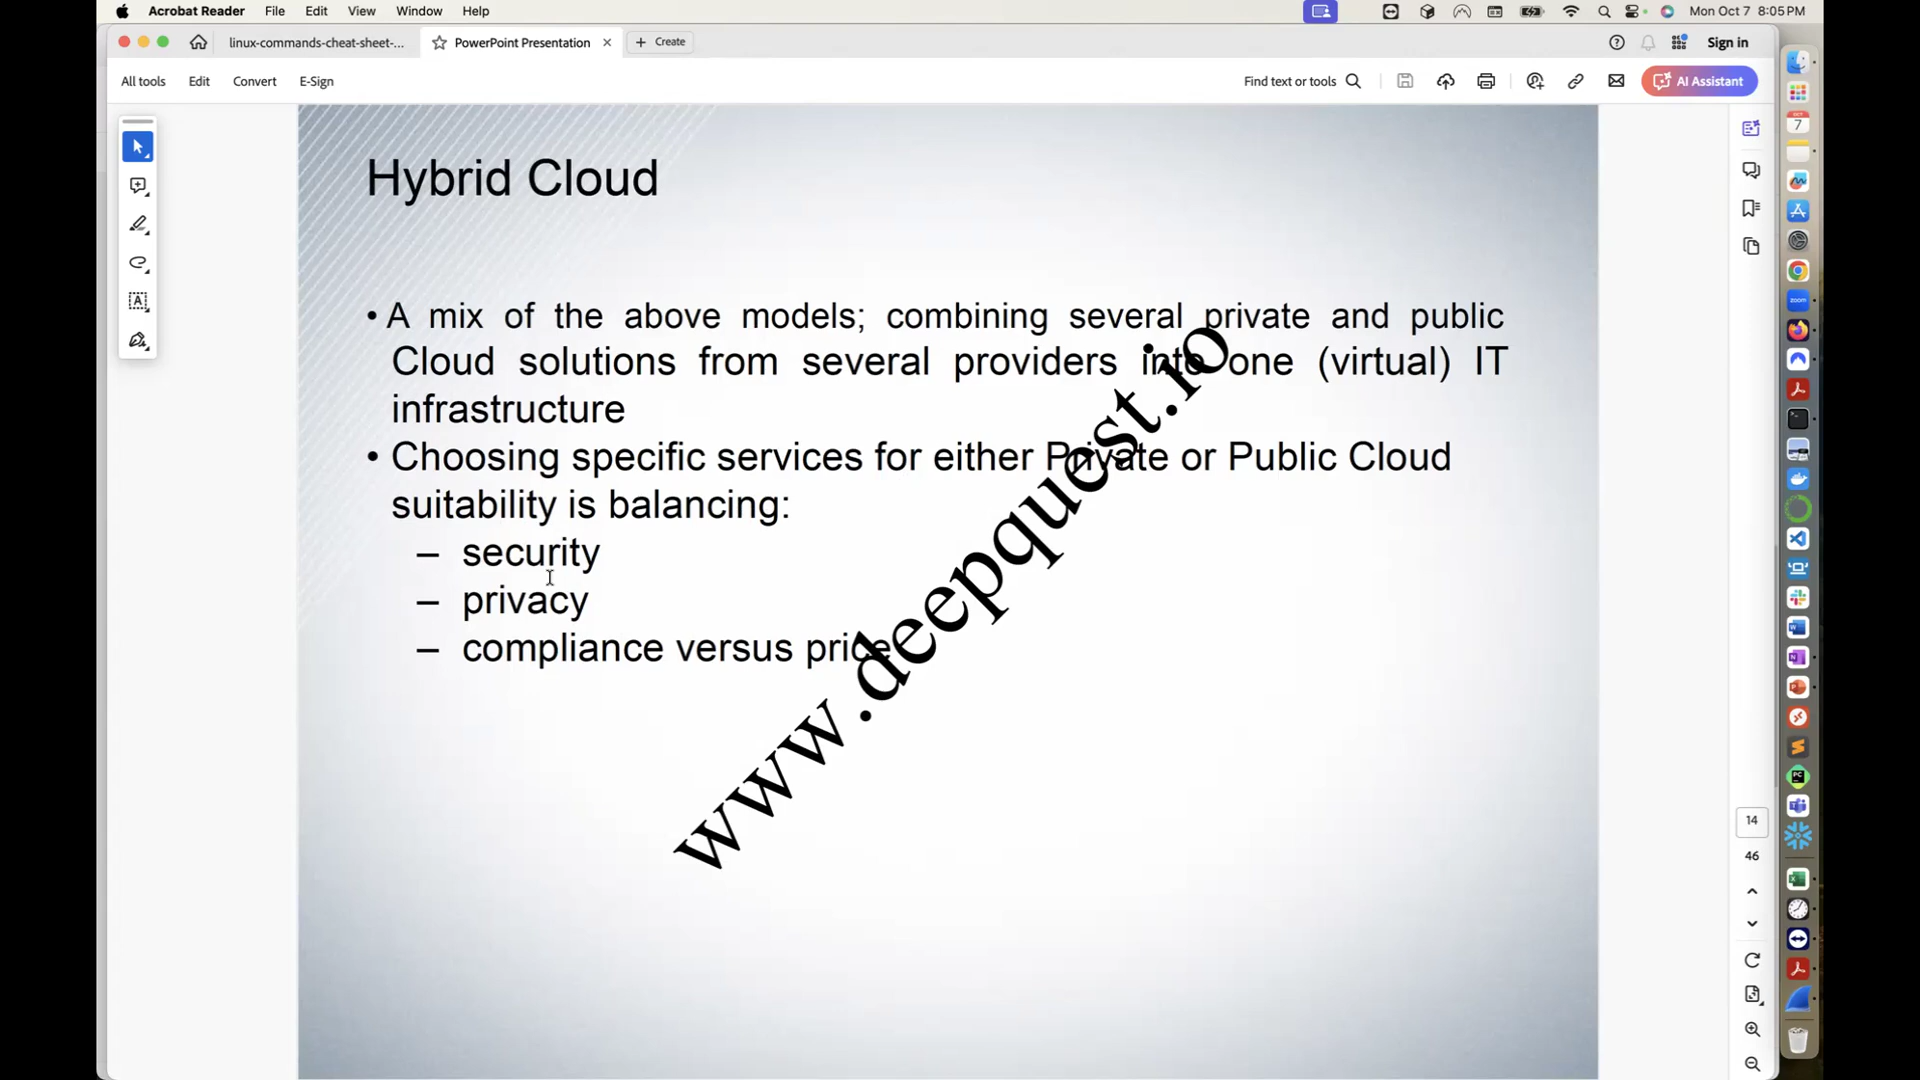 Acrobat Reader File Edit View Window Help Mon Oct 7 8:05 PM
linux-commands-cheat-sheet-... PowerPoint Presentation Create Sign in
All tools Edit Convert E-Sign Find text or tools AI Assistant
Hybrid Cloud
• A mix of the above models; combining several private and public
Cloud solutions from several providers into one (virtual) IT
infrastructure
• Choosing specific services for either Private or Public Cloud
suitability is balancing:
– security
– privacy
– compliance versus price
www.deepquest.io
14
46